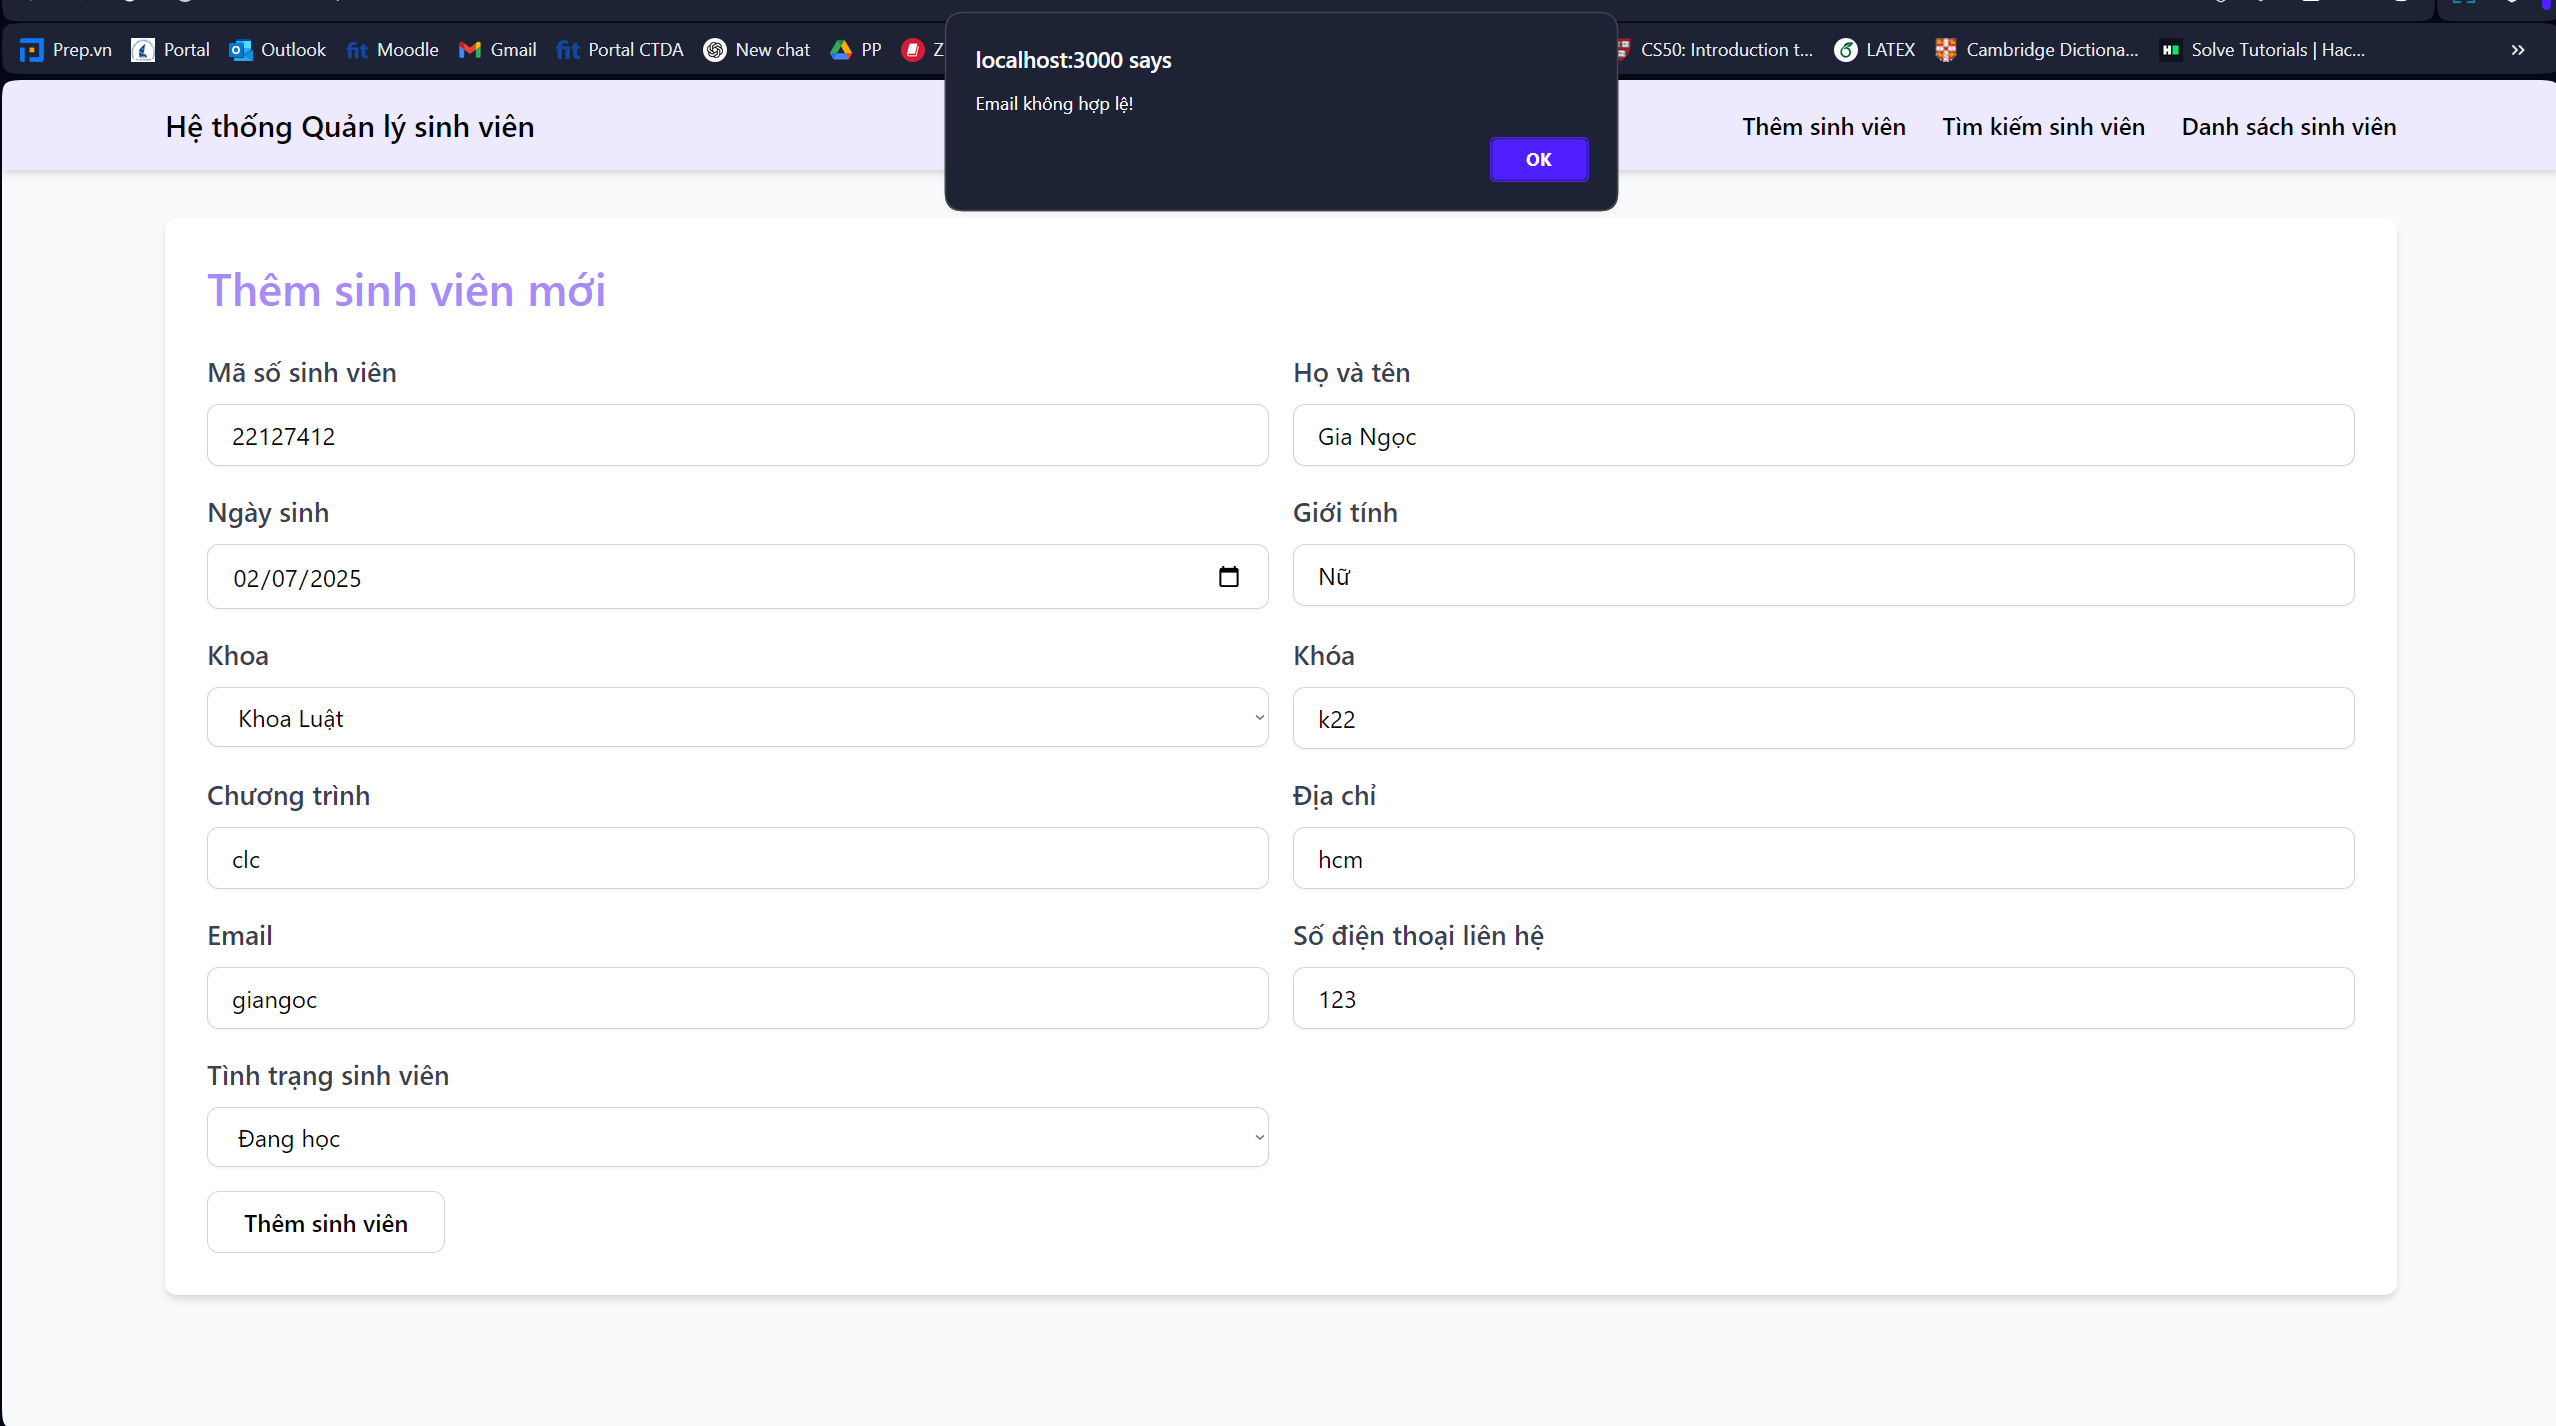 Prep.vn Portal Outlook fit Moodle Gmail fit Portal CTDA New chat PP Z CS50: Introduction t... LATEX Cambridge Dictiona... Solve Tutorials | Hac... »
localhost:3000 says
Email không hợp lệ!
OK
Hệ thống Quản lý sinh viên Thêm sinh viên Tìm kiếm sinh viên Danh sách sinh viên
Thêm sinh viên mới
Mã số sinh viên Họ và tên
22127412 Gia Ngọc
Ngày sinh Giới tính
02/07/2025 Nữ
Khoa Khóa
Khoa Luật k22
Chương trình Địa chỉ
clc hcm
Email Số điện thoại liên hệ
giangoc 123
Tình trạng sinh viên
Đang học
Thêm sinh viên